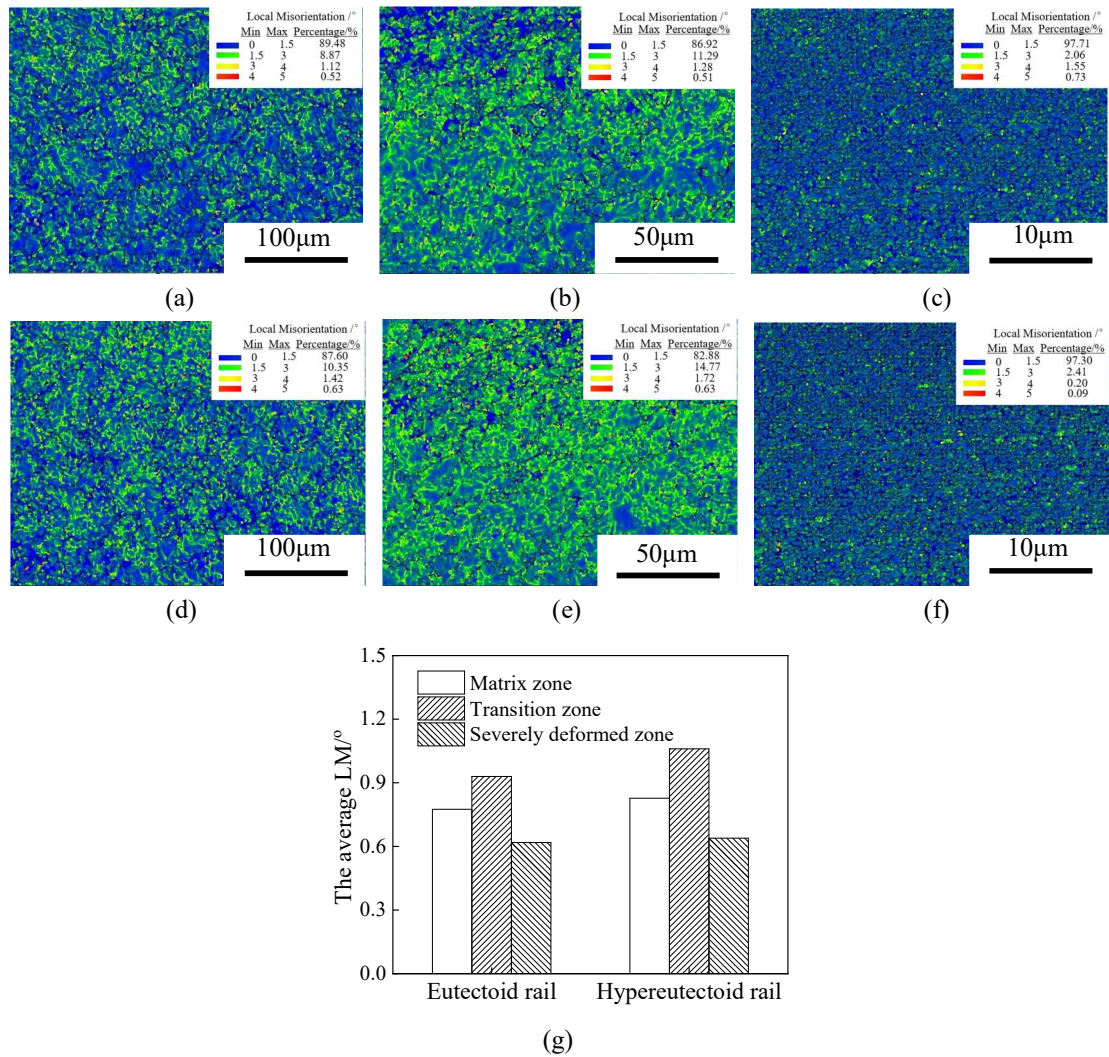 Local Misorientation /°
Min Max Percentage/%
0 1.5 89.48
1.5 3 8.87
3 4 1.12
4 5 0.52
100μm
(a)
Local Misorientation /°
Min Max Percentage/%
0 1.5 86.92
1.5 3 11.29
3 4 1.28
4 5 0.51
50μm
(b)
Local Misorientation /°
Min Max Percentage/%
0 1.5 97.71
1.5 3 2.06
3 4 1.55
4 5 0.73
10μm
(c)
Local Misorientation /°
Min Max Percentage/%
0 1.5 87.60
1.5 3 10.35
3 4 1.42
4 5 0.63
100μm
(d)
Local Misorientation /°
Min Max Percentage/%
0 1.5 82.88
1.5 3 14.77
3 4 1.72
4 5 0.63
50μm
(e)
Local Misorientation /°
Min Max Percentage/%
0 1.5 97.30
1.5 3 2.41
3 4 0.20
4 5 0.09
10μm
(f)
The average LM/°
1.5
1.2
0.9
0.6
0.3
0.0
Matrix zone
Transition zone
Severely deformed zone
Eutectoid rail Hypereutectoid rail
(g)